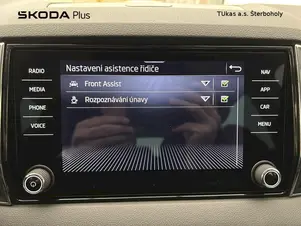 ŠKODA Plus
TUkas a.s. Štěrboholy
Nastavení asistence řidiče
RADIO
NAV
Front Assist
MEDIA
APP
Rozpoznávání únavy
PHONE
CAR
VOICE
MENU